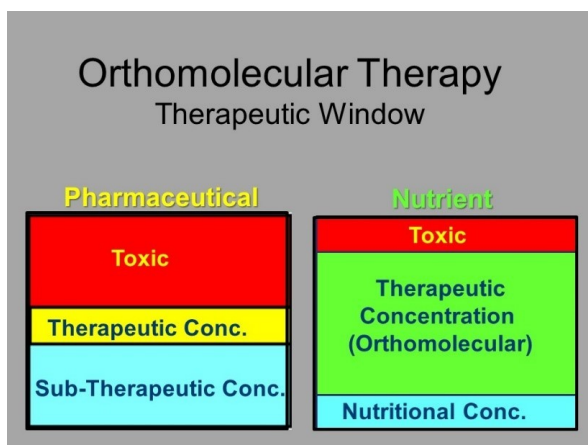 Orthomolecular Therapy
Therapeutic Window
Pharmaceutical
Toxic
Therapeutic Conc.
Sub-Therapeutic Conc.
Nutrient
Toxic
Therapeutic
Concentration
(Orthomolecular)
Nutritional Conc.